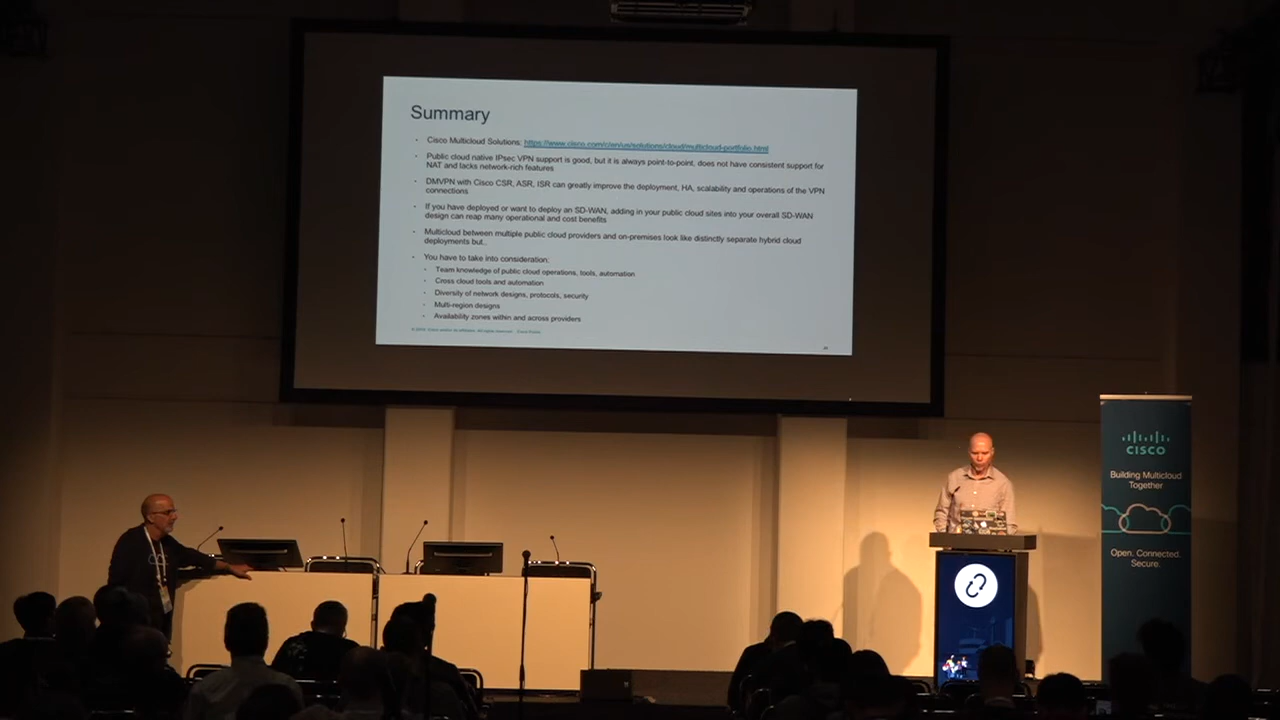 Summary
• Cisco Multicloud Solutions: https://www.cisco.com/c/en/us/solutions/cloud/multicloud-portfolio.html
• Public cloud native IPsec VPN support is good, but it is always point-to-point, does not have consistent support for
NAT and lacks network-rich features
• DMVPN with Cisco CSR, ASR, ISR can greatly improve the deployment, HA, scalability and operations of the VPN
connections
• If you have deployed or want to deploy an SD-WAN, adding in your public cloud sites into your overall SD-WAN
design can reap many operational and cost benefits
• Multicloud between multiple public cloud providers and on-premises look like distinctly separate hybrid cloud
deployments but..
• You have to take into consideration:
• Team knowledge of public cloud operations, tools, automation
• Cross cloud tools and automation
• Diversity of network designs, protocols, security
• Multi-region designs
• Availability zones within and across providers
CISCO
Building Multicloud
Together
Open. Connected.
Secure.